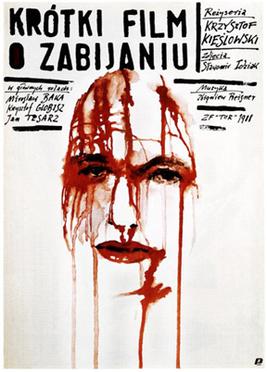 KRÓTKI FILM
O ZABIJANIU
Reżyseria
KRZYSZTOF
KIEŚLOWSKI
Zdjęcia
Sławomir Idziak
w głównych rolach:
Mirosław BAKA
Krzysztof GLOBISZ
Jan TESARZ
Muzyka
Zbigniew Preisner
ZF "TOR" 1988